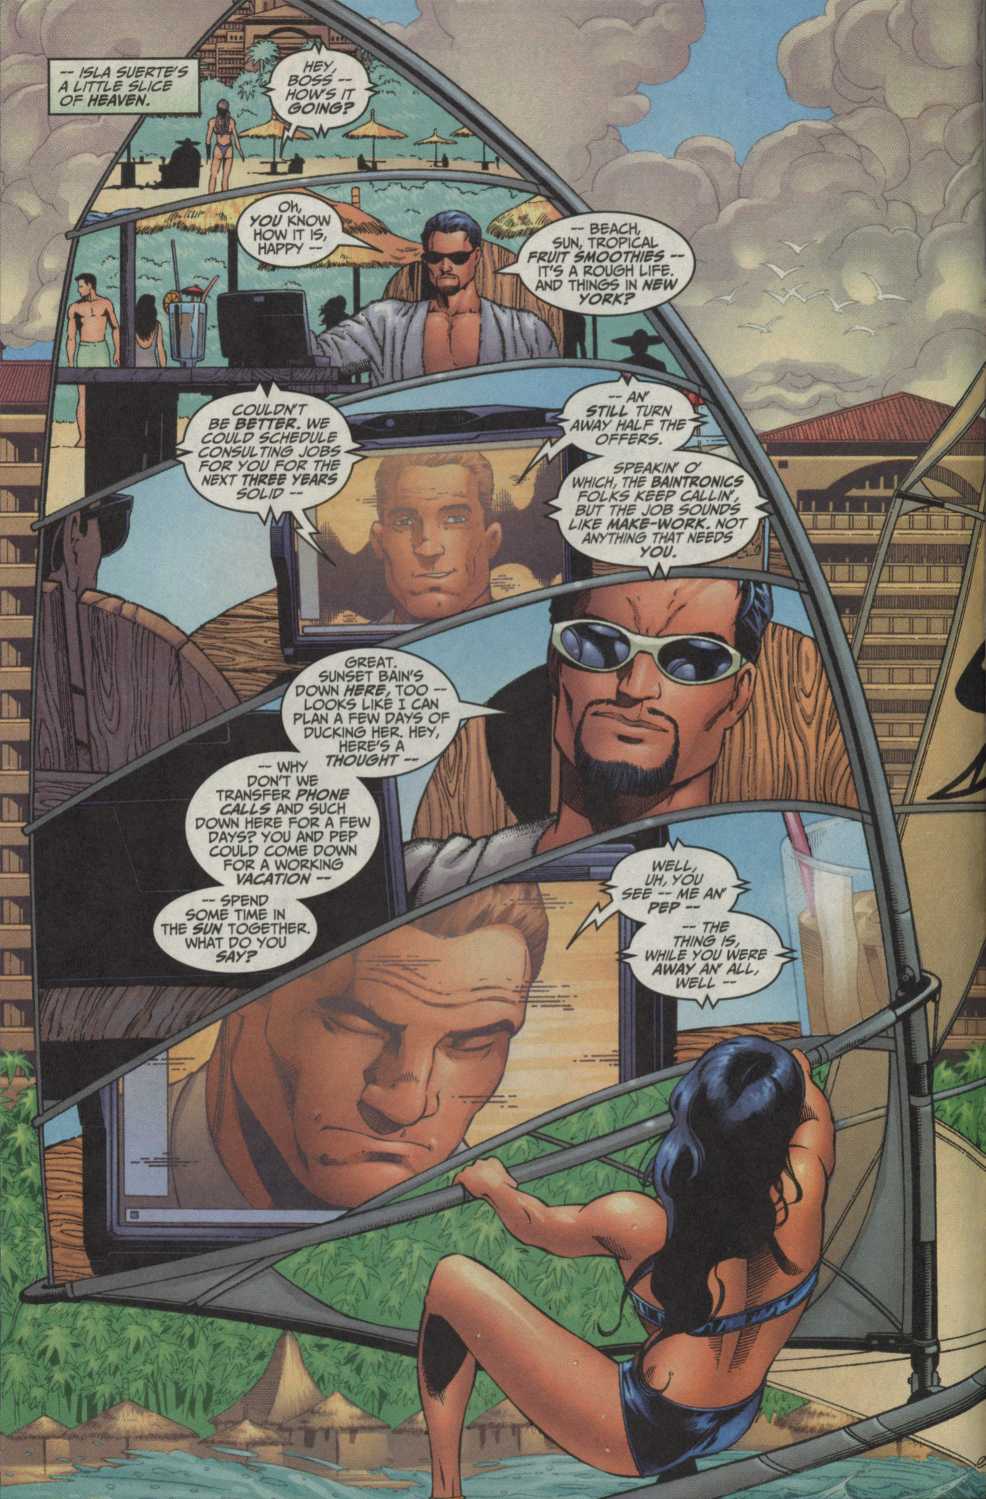 -- ISLA SUERTE'S
A LITTLE SLICE
OF HEAVEN.
HEY,
BOSS --
HOW'S IT
GOING?
OH,
YOU KNOW
HOW IT IS,
HAPPY --
-- BEACH,
SUN, TROPICAL
FRUIT SMOOTHIES --
IT'S A ROUGH LIFE.
AND THINGS IN NEW
YORK?
COULDN'T
BE BETTER. WE
COULD SCHEDULE
CONSULTING JOBS
FOR YOU FOR THE
NEXT THREE YEARS
SOLID --
-- AN'
STILL TURN
AWAY HALF THE
OFFERS.
SPEAKIN' O'
WHICH, THE BAINTRONICS
FOLKS KEEP CALLIN',
BUT THE JOB SOUNDS
LIKE MAKE-WORK. NOT
ANYTHING THAT NEEDS
YOU.
GREAT.
SUNSET BAIN'S
DOWN HERE, TOO --
LOOKS LIKE I CAN
PLAN A FEW DAYS OF
DUCKING HER. HEY,
HERE'S A
THOUGHT --
-- WHY
DON'T WE
TRANSFER PHONE
CALLS AND SUCH
DOWN HERE FOR A FEW
DAYS? YOU AND PEP
COULD COME DOWN
FOR A WORKING
VACATION --
-- SPEND
SOME TIME IN
THE SUN TOGETHER.
WHAT DO YOU
SAY?
WELL,
UH, YOU
SEE -- ME AN'
PEP --
-- THE
THING IS,
WHILE YOU WERE
AWAY AN' ALL,
WELL --